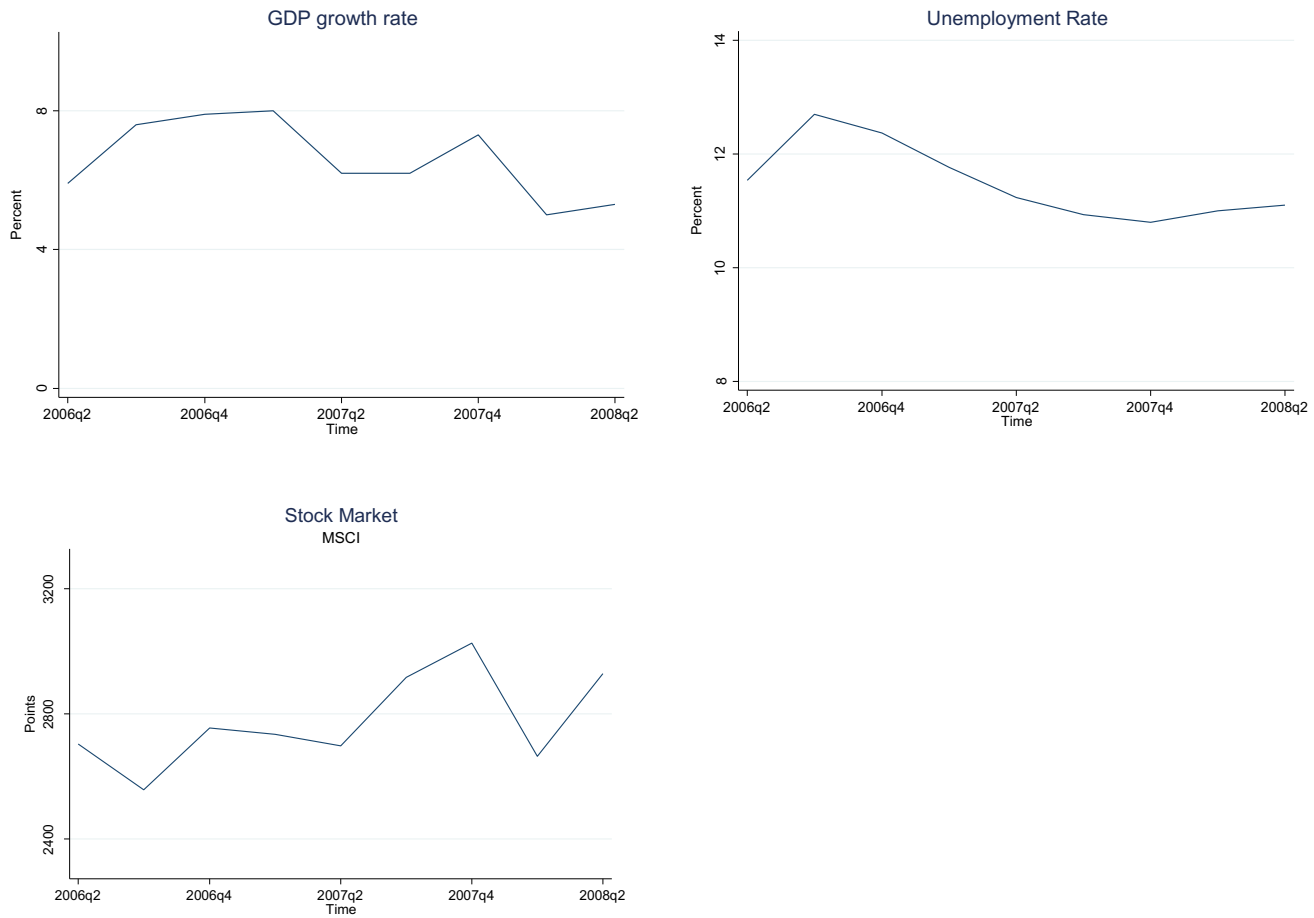 GDP growth rate
Percent
8
4
0
2006q2 2006q4 2007q2 2007q4 2008q2
Time
Unemployment Rate
Percent
14
12
10
8
2006q2 2006q4 2007q2 2007q4 2008q2
Time
Stock Market
MSCI
Points
3200
2800
2400
2006q2 2006q4 2007q2 2007q4 2008q2
Time